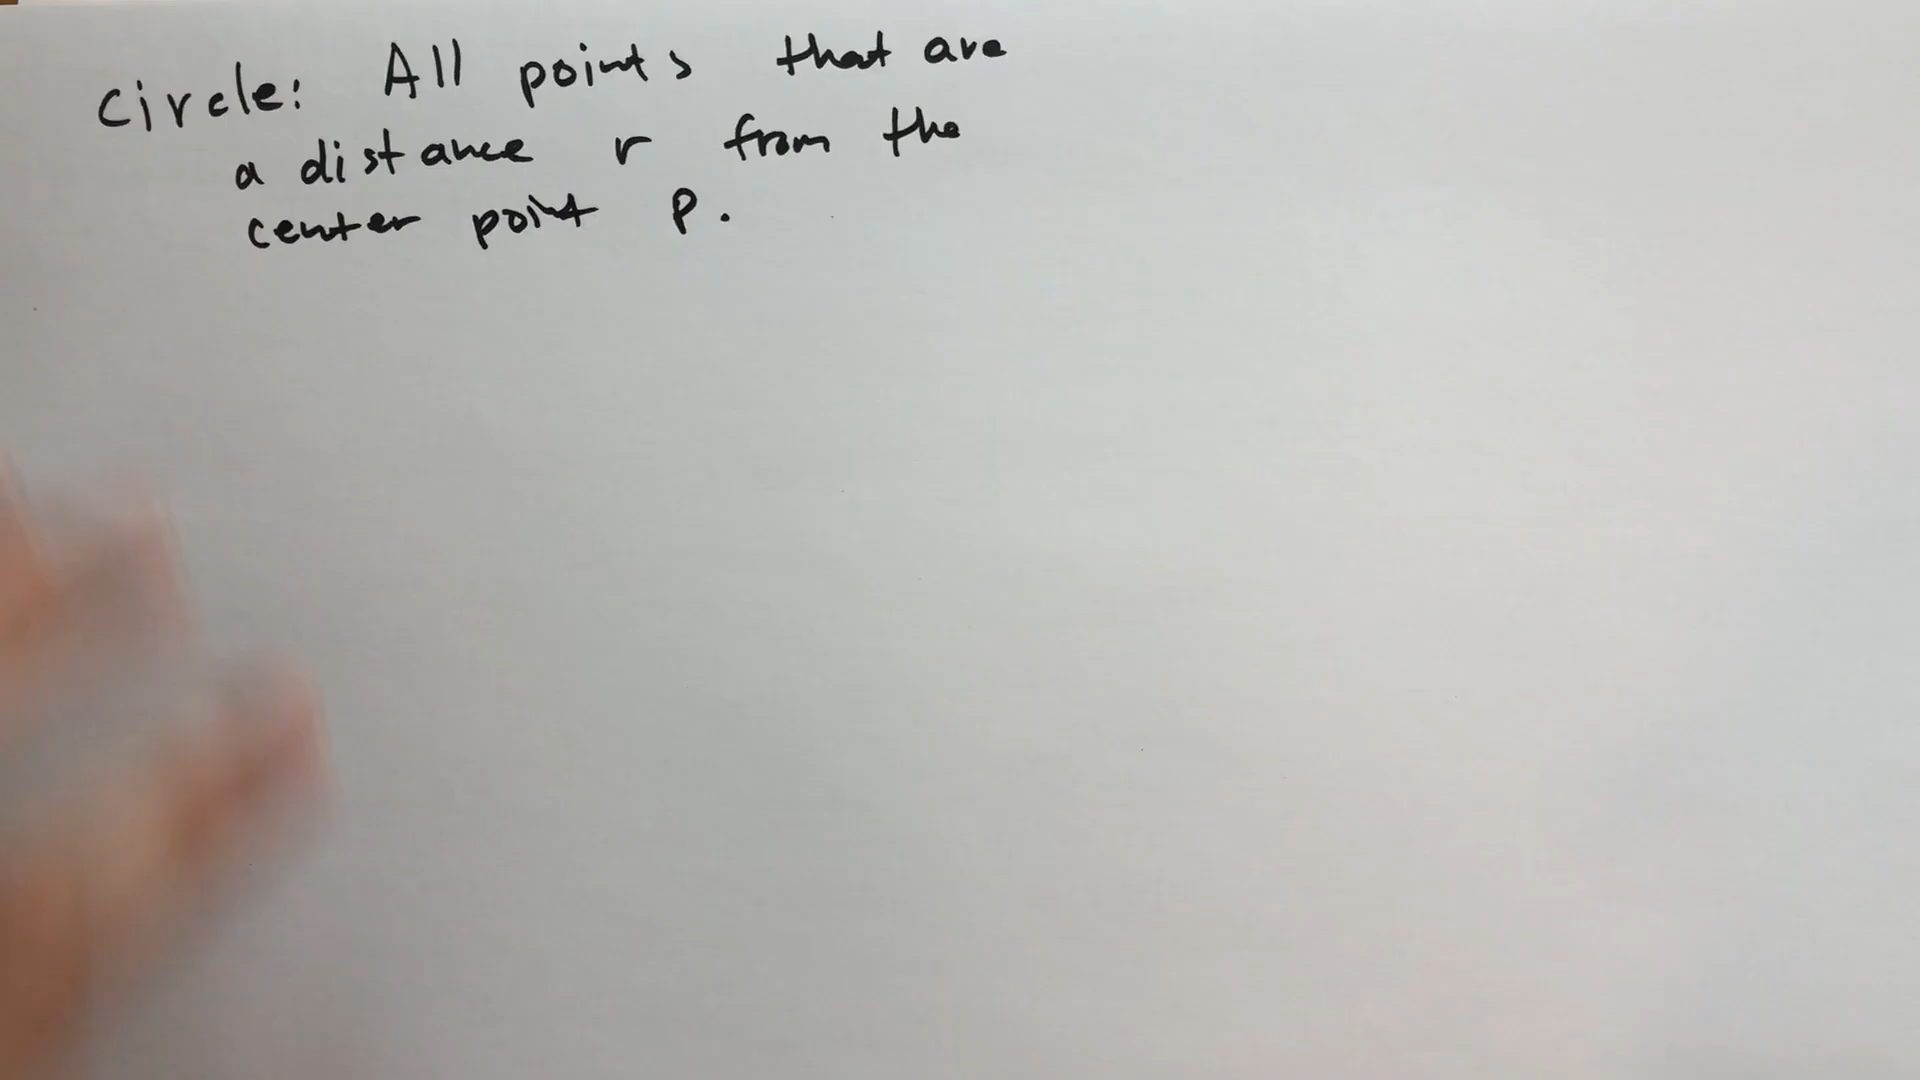 Circle: All points that are
a distance r from the
center point P.